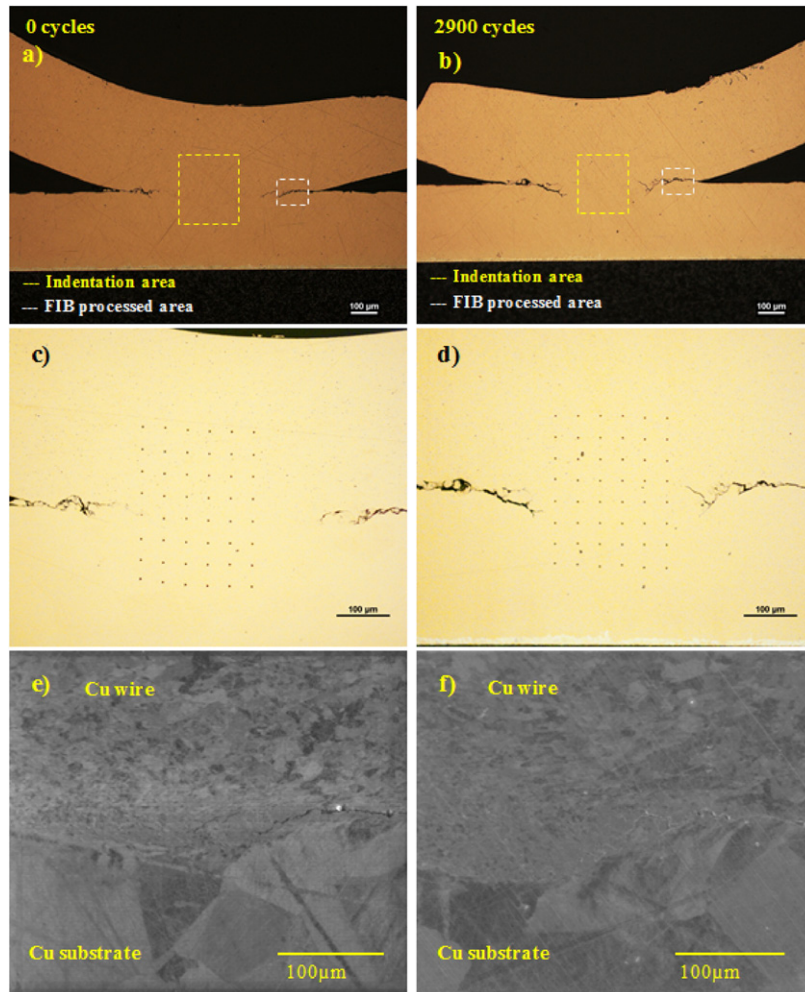 0 cycles
a)
--- Indentation area
--- FIB processed area
100 μm
2900 cycles
b)
--- Indentation area
--- FIB processed area
100 μm
c)
100 μm
d)
100 μm
e)
Cu wire
Cu substrate
100μm
f)
Cu wire
Cu substrate
100μm